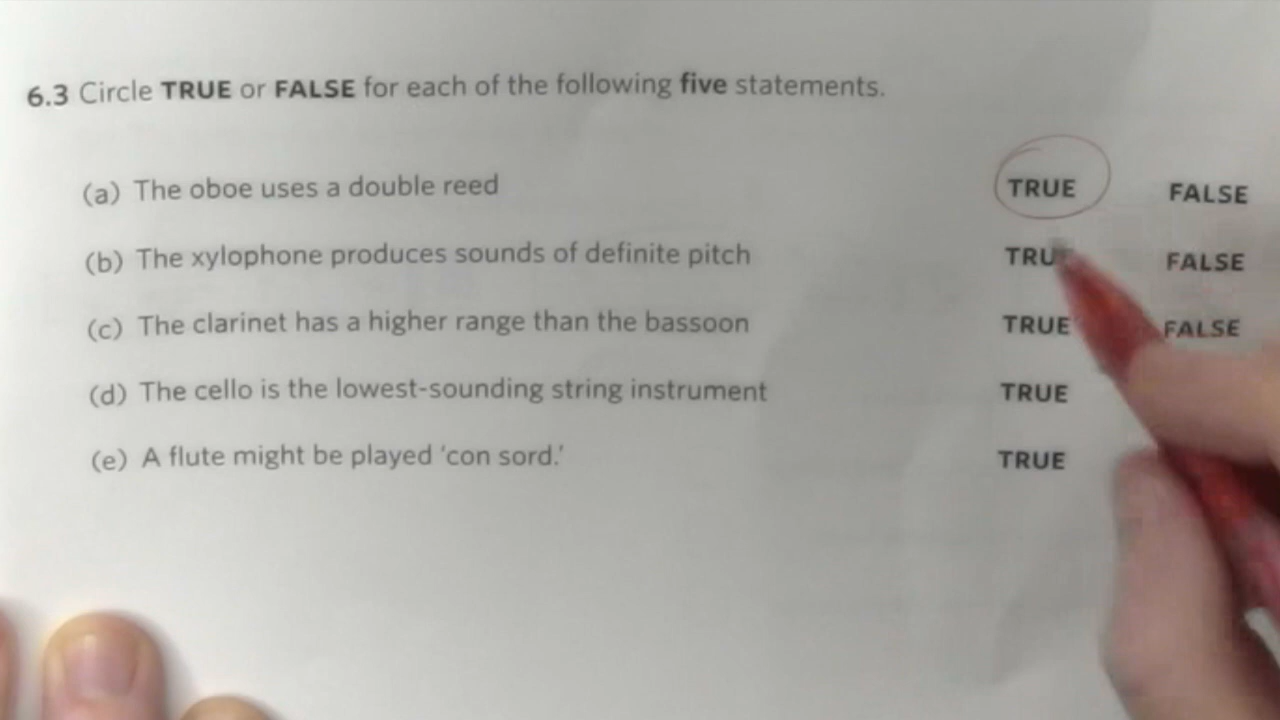 6.3 Circle TRUE or FALSE for each of the following five statements.
(a) The oboe uses a double reed TRUE FALSE
(b) The xylophone produces sounds of definite pitch FALSE
(c) The clarinet has a higher range than the bassoon TRUE FALSE
(d) The cello is the lowest-sounding string instrument TRUE
(e) A flute might be played ‘con sord.’ TRUE